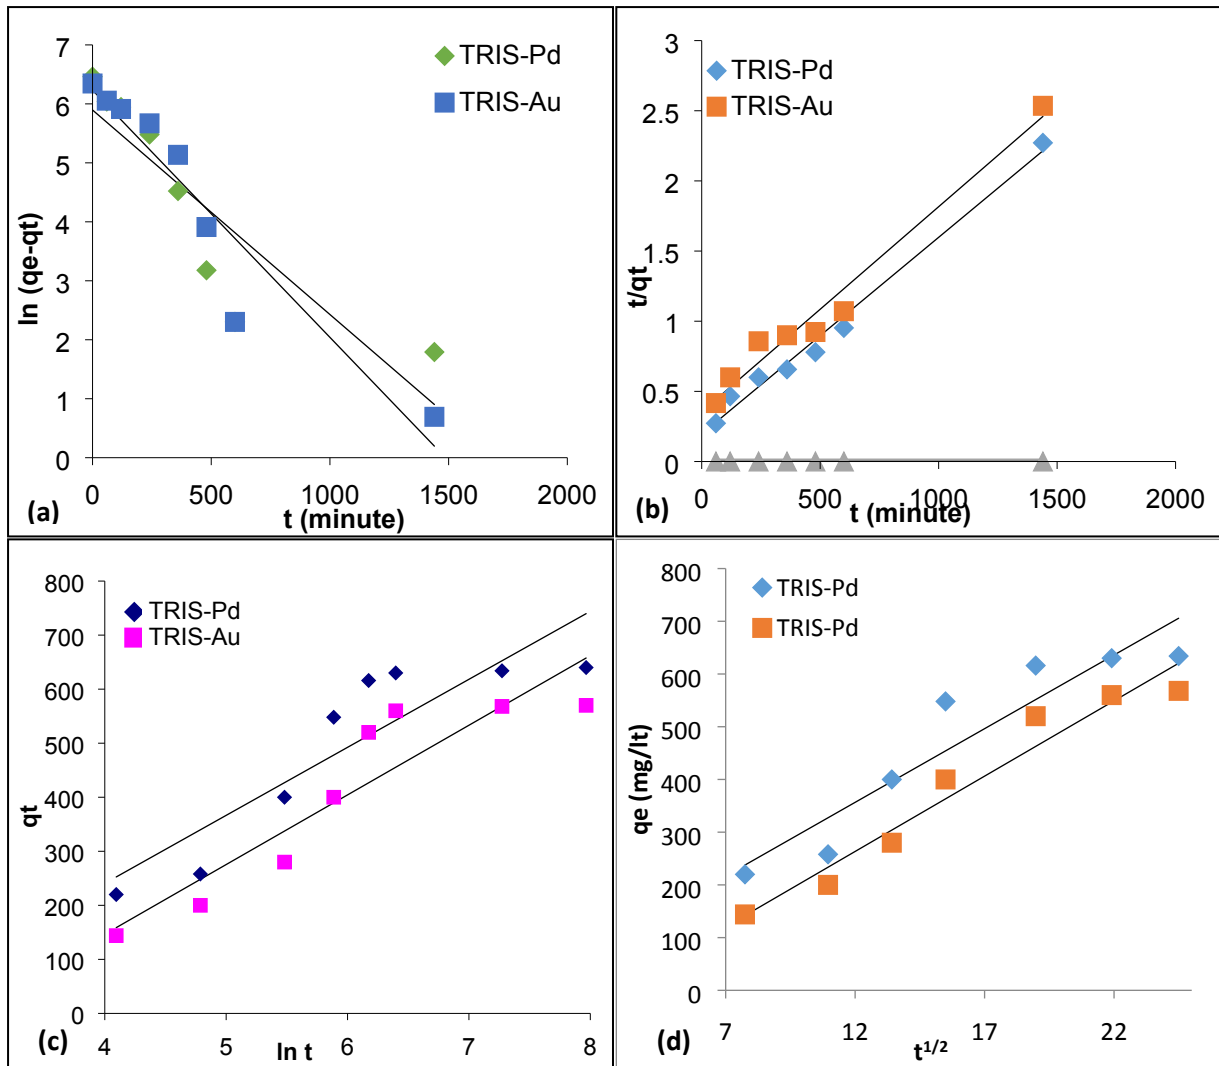 7
6
5
4
3
2
1
0
ln (qe-qt)
TRIS-Pd
TRIS-Au
0
500
1000
1500
2000
t (minute)
(a)
3
2.5
2
1.5
1
0.5
0
t/qt
TRIS-Pd
TRIS-Au
0
500
1000
1500
2000
t (minute)
(b)
800
700
600
500
400
300
200
100
0
qt
TRIS-Pd
TRIS-Au
4
5
6
7
8
ln t
(c)
800
700
600
500
400
300
200
100
0
qe (mg/lt)
TRIS-Pd
TRIS-Pd
7
12
17
22
t1/2
(d)